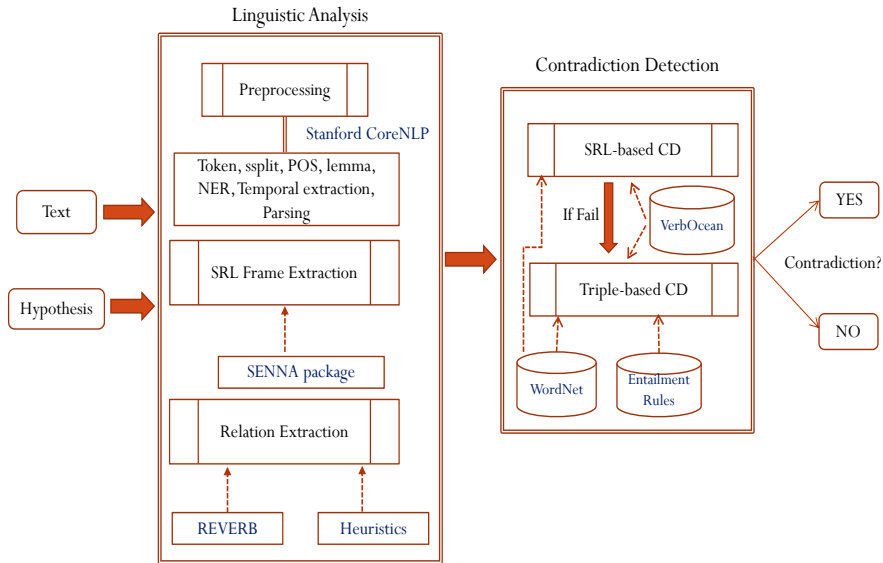 Linguistic Analysis
Preprocessing
Stanford CoreNLP
Token, ssplit, POS, lemma,
NER, Temporal extraction,
Parsing
Text
SRL Frame Extraction
Hypothesis
SENNA package
Relation Extraction
REVERB
Heuristics
Contradiction Detection
SRL-based CD
If Fail
VerbOcean
Triple-based CD
WordNet
Entailment
Rules
YES
Contradiction?
NO